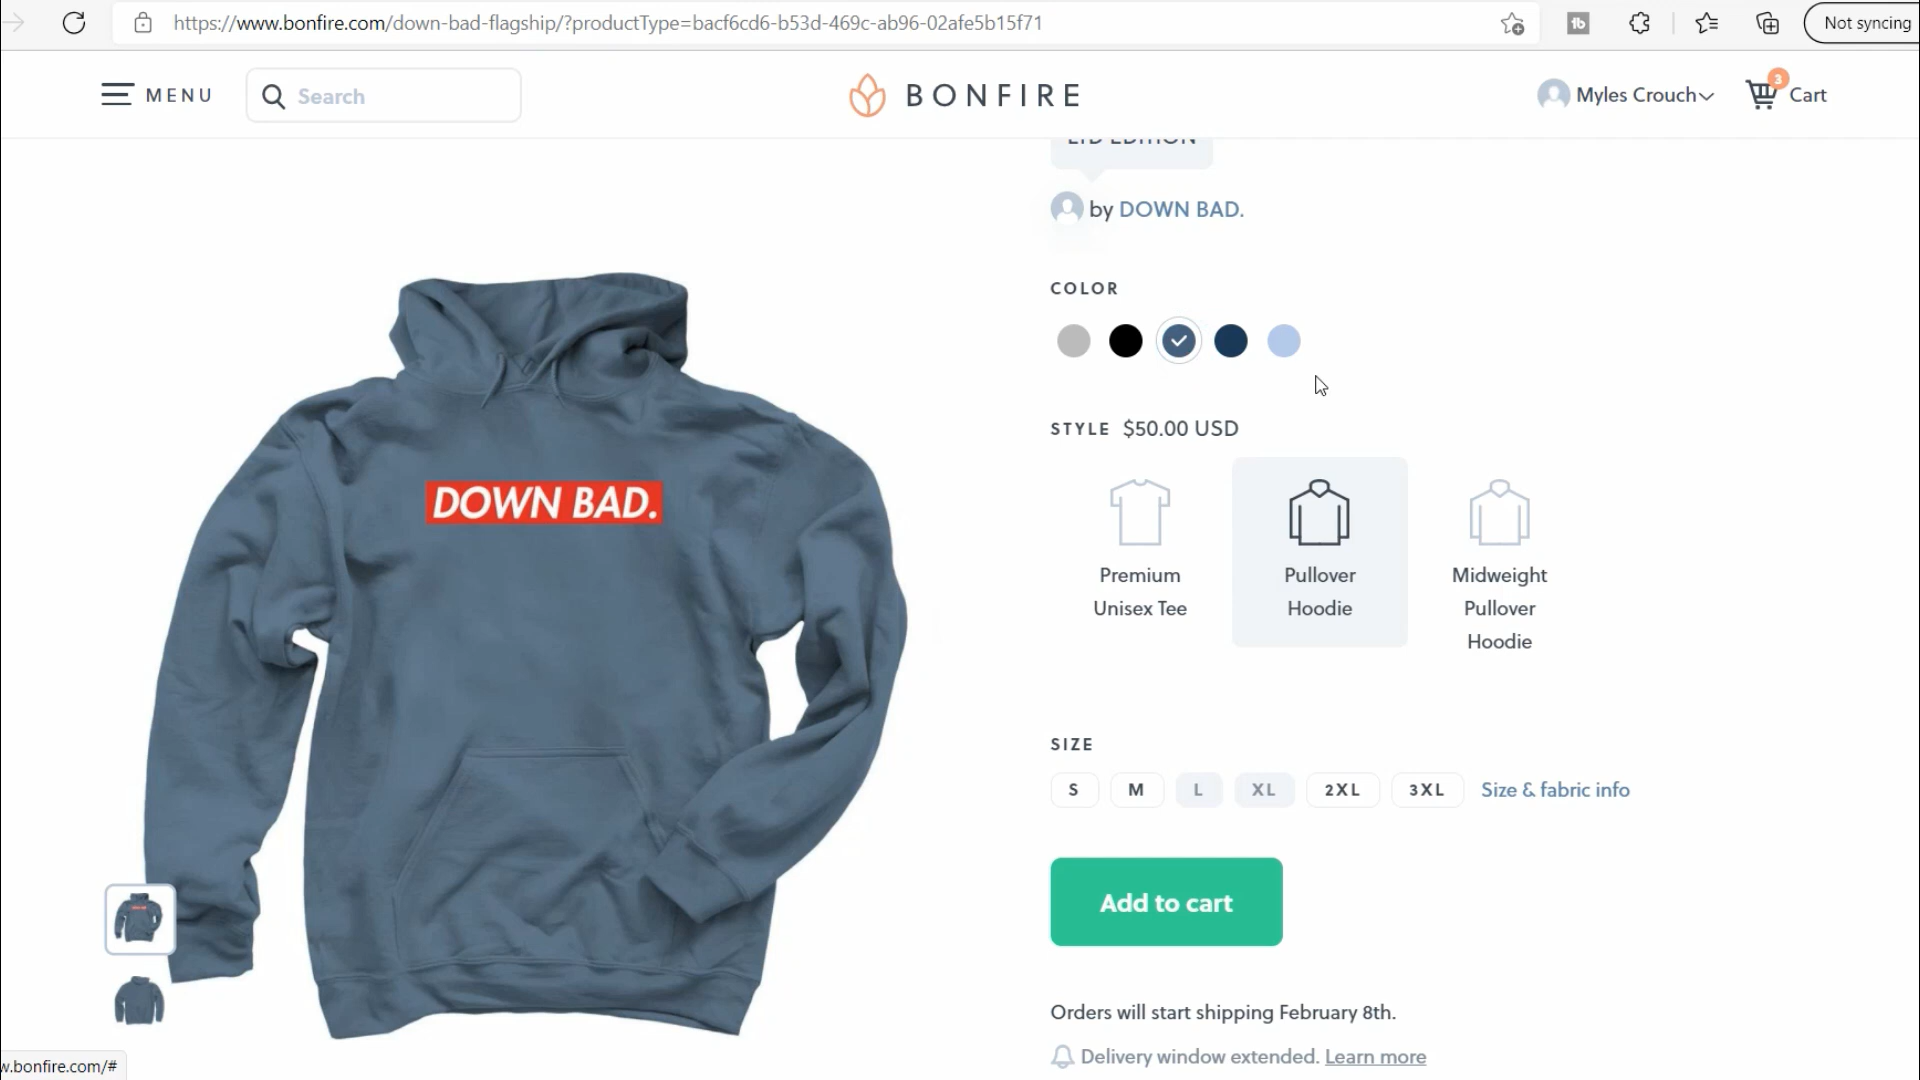 https://www.bonfire.com/down-bad-flagship/?productType=bacf6cd6-b53d-469c-ab96-02afe5b15f71
Not syncing
MENU
Search
BONFIRE
Myles Crouch
3
Cart
LTD EDITION
by DOWN BAD.
COLOR
STYLE $50.00 USD
DOWN BAD.
Premium
Unisex Tee
Pullover
Hoodie
Midweight
Pullover
Hoodie
SIZE
S M L XL 2XL 3XL Size & fabric info
Add to cart
Orders will start shipping February 8th.
Delivery window extended. Learn more
w.bonfire.com/#